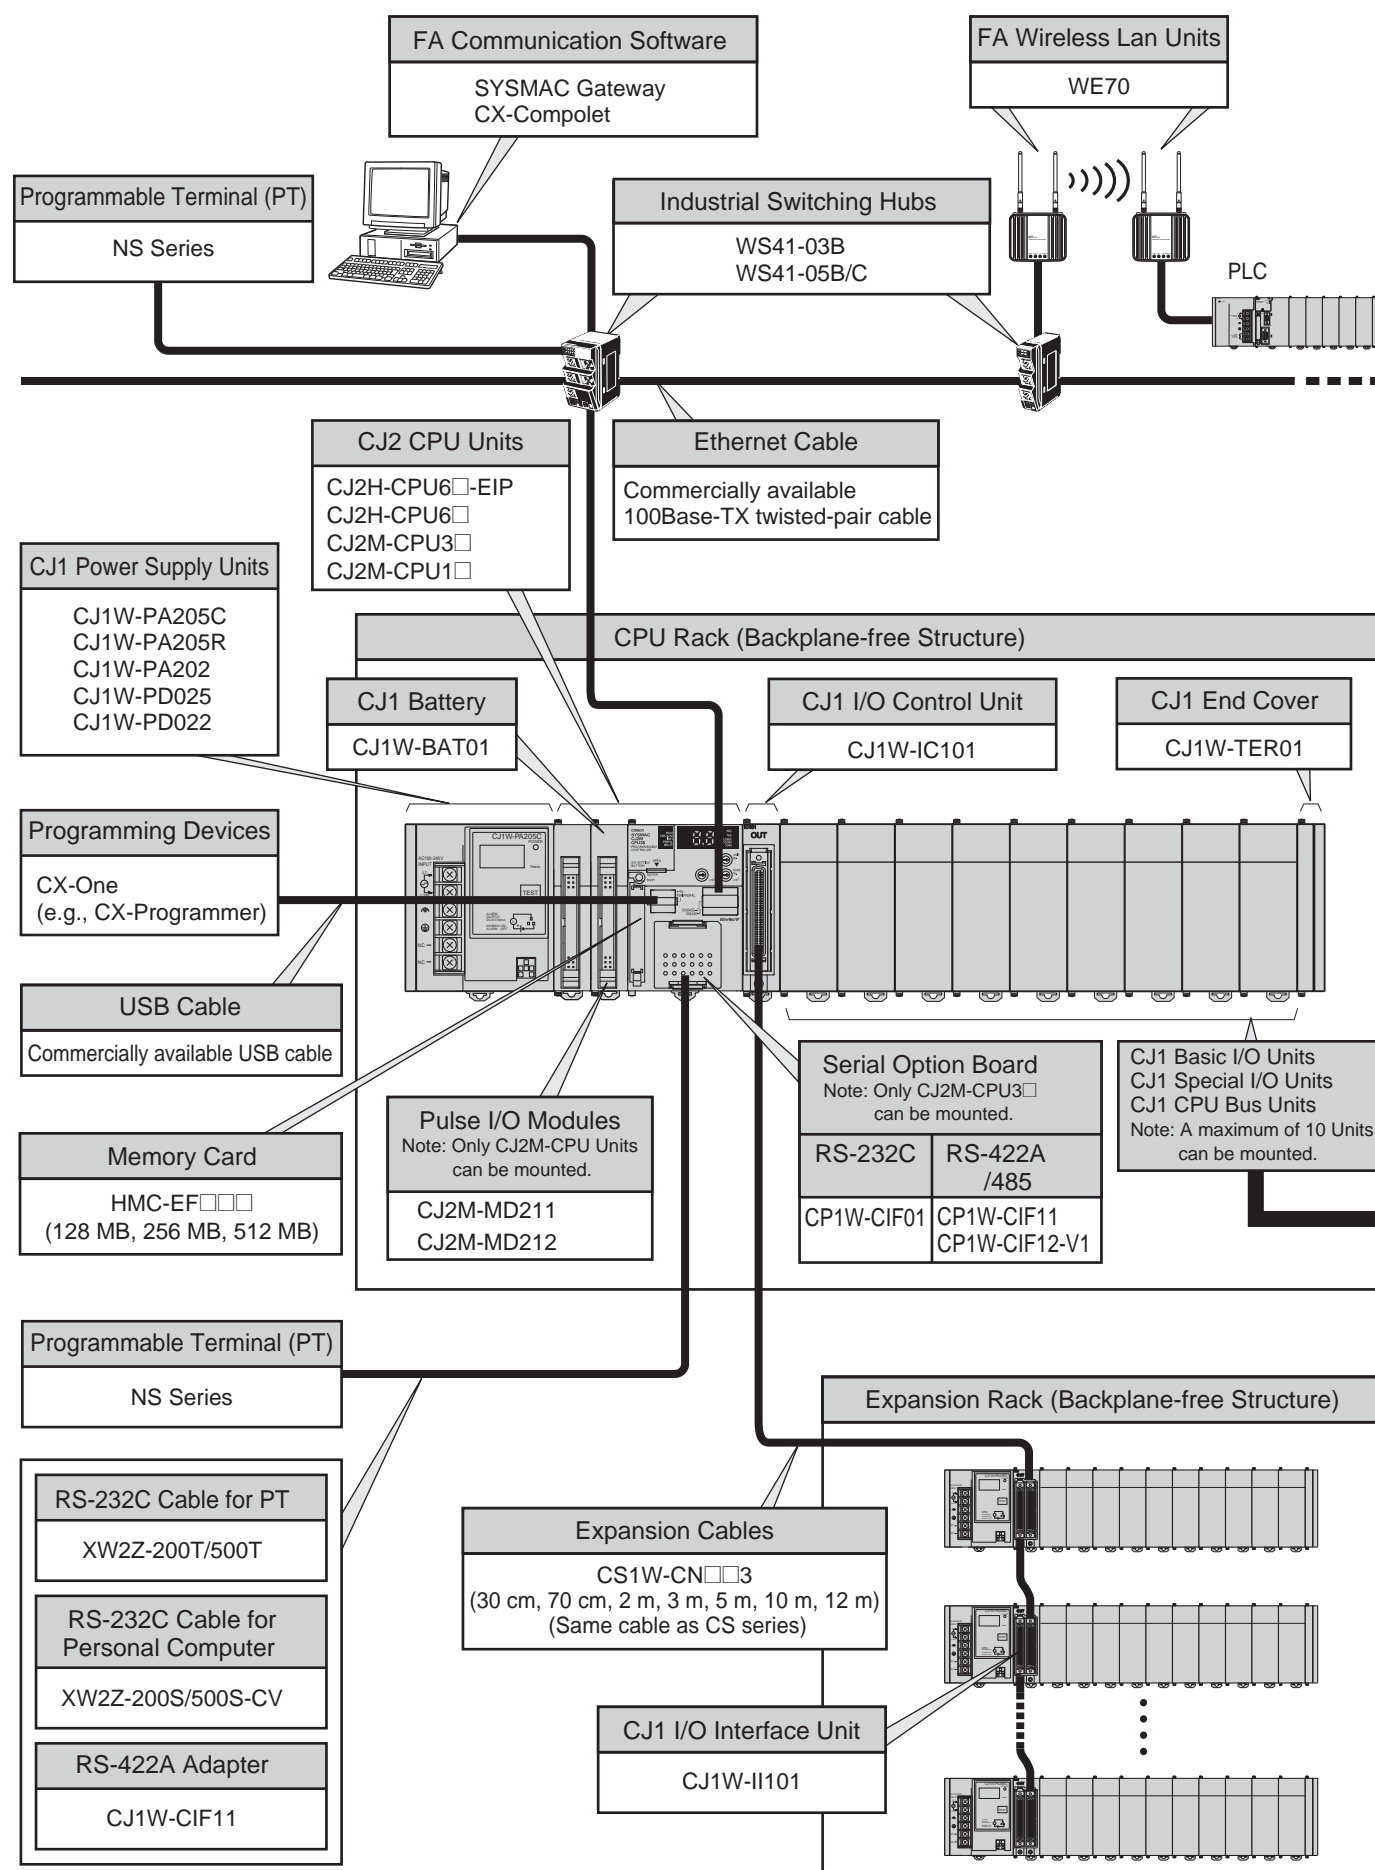 FA Communication Software
SYSMAC Gateway
CX-Compolet
FA Wireless Lan Units
WE70
Programmable Terminal (PT)
NS Series
Industrial Switching Hubs
WS41-03B
WS41-05B/C
PLC
CJ2 CPU Units
CJ2H-CPU6□-EIP
CJ2H-CPU6□
CJ2M-CPU3□
CJ2M-CPU1□
Ethernet Cable
Commercially available
100Base-TX twisted-pair cable
CJ1 Power Supply Units
CJ1W-PA205C
CJ1W-PA205R
CJ1W-PA202
CJ1W-PD025
CJ1W-PD022
CPU Rack (Backplane-free Structure)
CJ1 Battery
CJ1W-BAT01
CJ1 I/O Control Unit
CJ1W-IC101
CJ1 End Cover
CJ1W-TER01
Programming Devices
CX-One
(e.g., CX-Programmer)
CJ1W-PA205C
POWER
AC100-240V
INPUT
TEST
NC
NC
SYSMAC
OUT
USB Cable
Commercially available USB cable
Memory Card
HMC-EF□□□
(128 MB, 256 MB, 512 MB)
Pulse I/O Modules
Note: Only CJ2M-CPU Units
can be mounted.
CJ2M-MD211
CJ2M-MD212
Serial Option Board
Note: Only CJ2M-CPU3□
can be mounted.
RS-232C
RS-422A
/485
CP1W-CIF01
CP1W-CIF11
CP1W-CIF12-V1
CJ1 Basic I/O Units
CJ1 Special I/O Units
CJ1 CPU Bus Units
Note: A maximum of 10 Units
can be mounted.
Programmable Terminal (PT)
NS Series
Expansion Rack (Backplane-free Structure)
RS-232C Cable for PT
XW2Z-200T/500T
RS-232C Cable for
Personal Computer
XW2Z-200S/500S-CV
RS-422A Adapter
CJ1W-CIF11
Expansion Cables
CS1W-CN□□3
(30 cm, 70 cm, 2 m, 3 m, 5 m, 10 m, 12 m)
(Same cable as CS series)
CJ1 I/O Interface Unit
CJ1W-II101